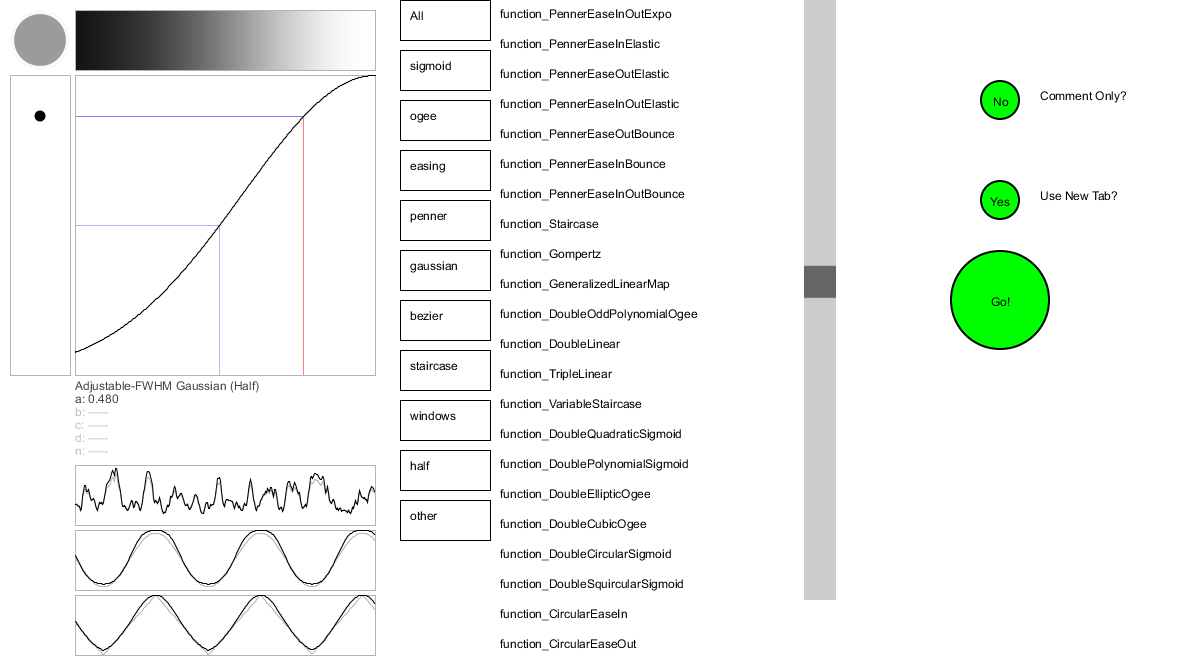 Adjustable-FWHM Gaussian (Half)
a: 0.480
b: -----
c: -----
d: -----
n: -----
All
sigmoid
ogee
easing
penner
gaussian
bezier
staircase
windows
half
other
function_PennerEaseInOutExpo
function_PennerEaseInElastic
function_PennerEaseOutElastic
function_PennerEaseInOutElastic
function_PennerEaseOutBounce
function_PennerEaseInBounce
function_PennerEaseInOutBounce
function_Staircase
function_Gompertz
function_GeneralizedLinearMap
function_DoubleOddPolynomialOgee
function_DoubleLinear
function_TripleLinear
function_VariableStaircase
function_DoubleQuadraticSigmoid
function_DoublePolynomialSigmoid
function_DoubleEllipticOgee
function_DoubleCubicOgee
function_DoubleCircularSigmoid
function_DoubleSquircularSigmoid
function_CircularEaseIn
function_CircularEaseOut
No
Comment Only?
Yes
Use New Tab?
Go!